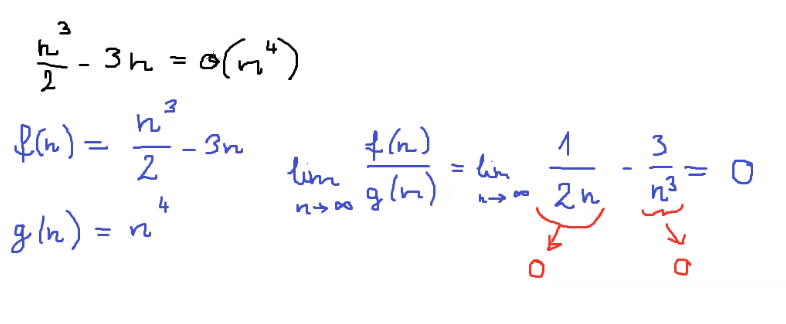 n³/2 - 3n = o(n⁴)
f(n) = n³/2 - 3n
g(n) = n⁴
lim n→∞ f(n)/g(n) = lim n→∞ 1/2n - 3/n³ = 0
0 0